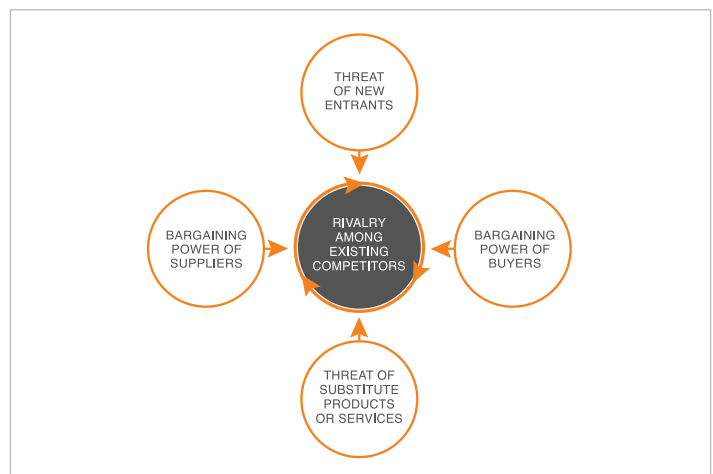 THREAT
OF NEW
ENTRANTS
BARGAINING
POWER OF
SUPPLIERS
RIVALRY
AMONG
EXISTING
COMPETITORS
BARGAINING
POWER OF
BUYERS
THREAT OF
SUBSTITUTE
PRODUCTS
OR SERVICES